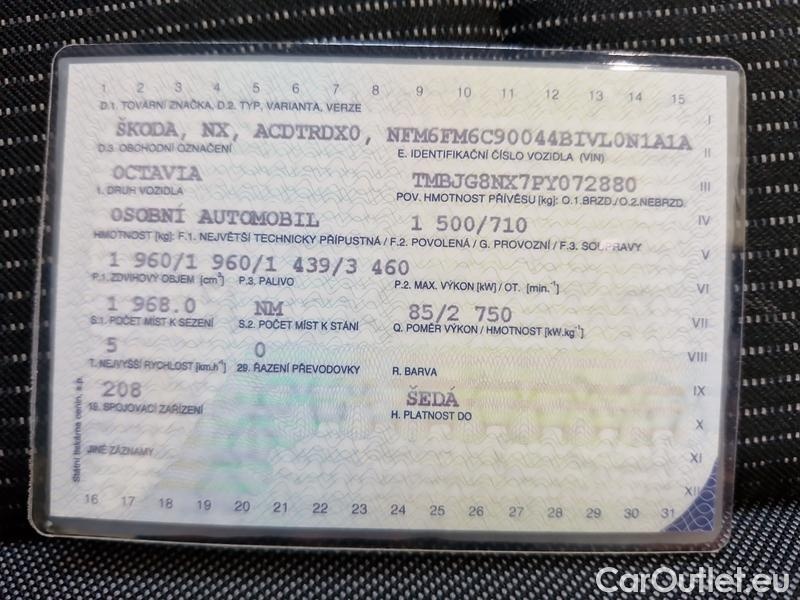 1 2 3 4 5 6 7 8 9 10 11 12 13 14 15
D.1. TOVÁRNÍ ZNAČKA, D.2. TYP, VARIANTA, VERZE
I
ŠKODA, NX, ACDTRDX0, NFM6FM6C90044BIVL0N1A1A
D.3. OBCHODNÍ OZNAČENÍ E. IDENTIFIKAČNÍ ČÍSLO VOZIDLA (VIN) II
OCTAVIA TMBJG8NX7PY072880 III
1. DRUH VOZIDLA POV. HMOTNOST PŘÍVĚSU [kg]: O.1.BRZD./O.2.NEBRZD.
OSOBNÍ AUTOMOBIL 1 500/710 IV
HMOTNOST [kg]: F.1. NEJVĚTŠÍ TECHNICKY PŘÍPUSTNÁ / F.2. POVOLENÁ / G. PROVOZNÍ / F.3. SOUPRAVY
V
1 960/1 960/1 439/3 460
P.1. ZDVIHOVÝ OBJEM [cm³] P.3. PALIVO P.2. MAX. VÝKON [kW] / OT. [min.⁻¹] VI
1 968.0 NM 85/2 750
S.1. POČET MÍST K SEZENÍ S.2. POČET MÍST K STÁNÍ Q. POMĚR VÝKON / HMOTNOST [kW.kg⁻¹] VII
5 0
T. NEJVYŠŠÍ RYCHLOST [km.h⁻¹] 29. ŘAZENÍ PŘEVODOVKY R. BARVA VIII
208 ŠEDÁ IX
18. SPOJOVACÍ ZAŘÍZENÍ H. PLATNOST DO
X
JINÉ ZÁZNAMY
XI
Státní tiskárna cenin, s.p.
XII
16 17 18 19 20 21 22 23 24 25 26 27 28 29 30 31
CarOutlet.eu